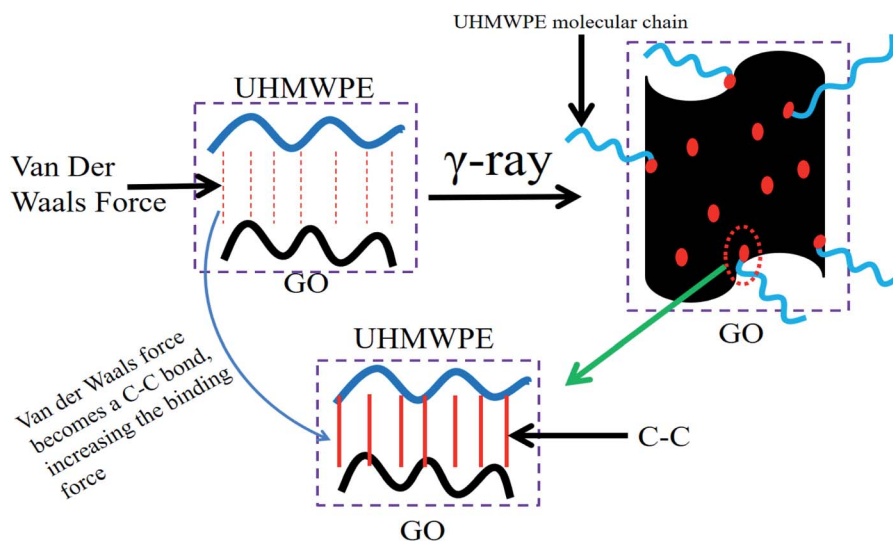 UHMWPE molecular chain
UHMWPE
Van Der
Waals Force
γ-ray
GO
GO
UHMWPE
Van der Waals force
becomes a C-C bond,
increasing the binding
force
C-C
GO